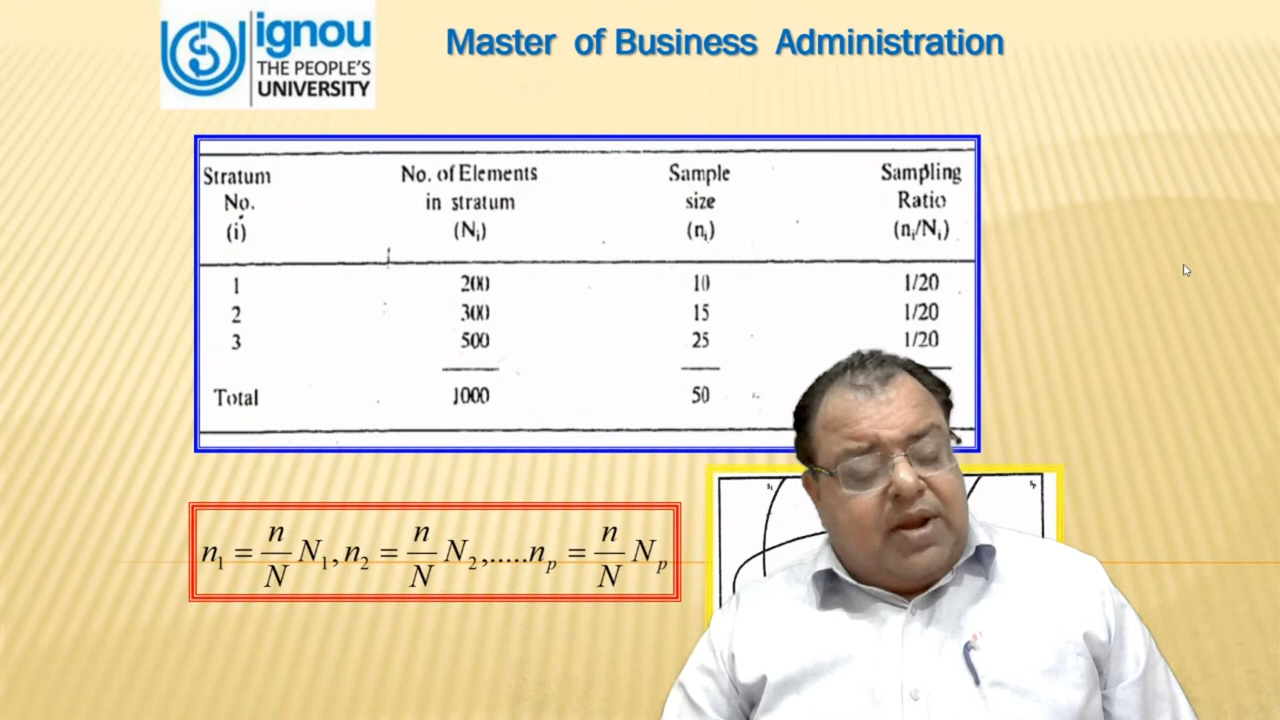 ignou
THE PEOPLE'S
UNIVERSITY
Master of Business Administration
Stratum No. (i) No. of Elements in stratum (Nᵢ) Sample size (nᵢ) Sampling Ratio (nᵢ/Nᵢ)
1 200 10 1/20
2 300 15 1/20
3 500 25 1/20
Total 1000 50
n₁ = n/N N₁, n₂ = n/N N₂,.....nₚ = n/N Nₚ